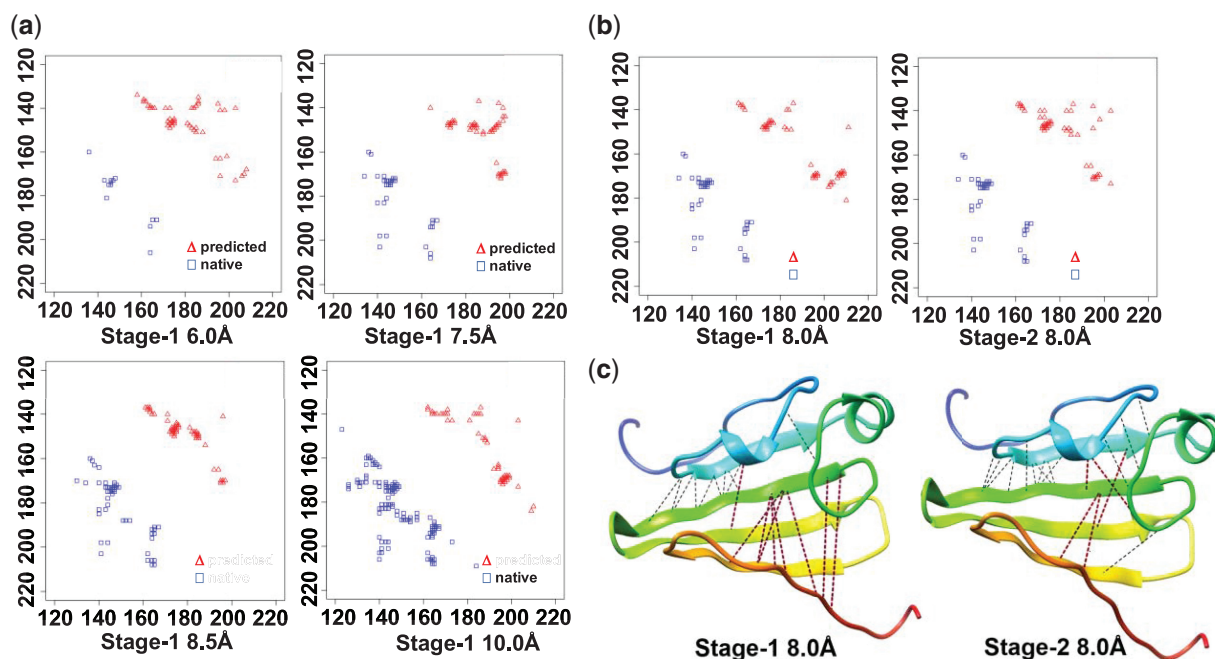 (a)
120
140
160
180
200
220
120 140 160 180 200 220
Stage-1 6.0Å
predicted
native
120
140
160
180
200
220
120 140 160 180 200 220
Stage-1 7.5Å
predicted
native
(b)
120
140
160
180
200
220
120 140 160 180 200 220
Stage-1 8.0Å
120
140
160
180
200
220
120 140 160 180 200 220
Stage-2 8.0Å
120
140
160
180
200
220
120 140 160 180 200 220
Stage-1 8.5Å
predicted
native
120
140
160
180
200
220
120 140 160 180 200 220
Stage-1 10.0Å
predicted
native
(c)
Stage-1 8.0Å
Stage-2 8.0Å